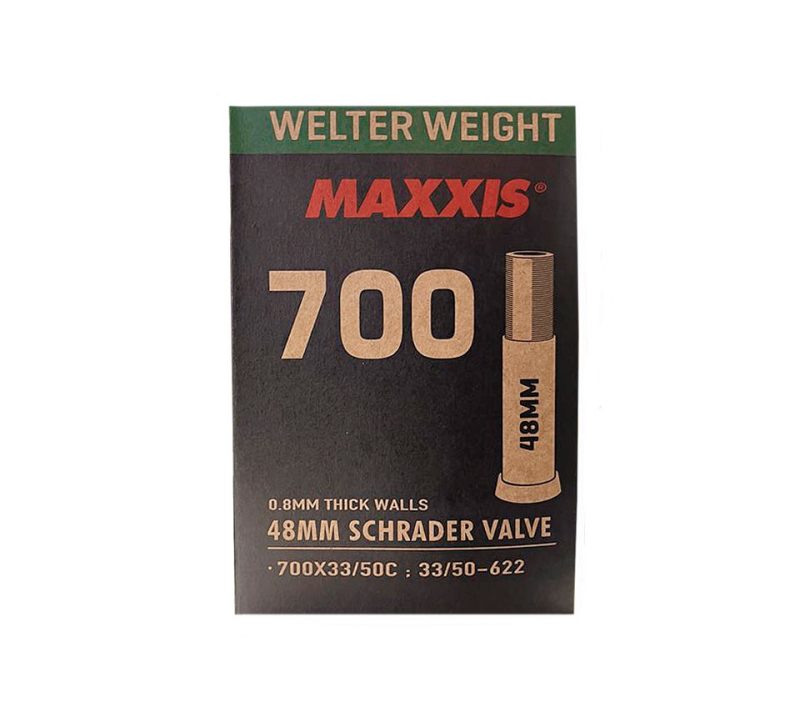 WELTER WEIGHT
MAXXIS®
700
48MM
0.8MM THICK WALLS
48MM SCHRADER VALVE
·700X33/50C ; 33/50-622